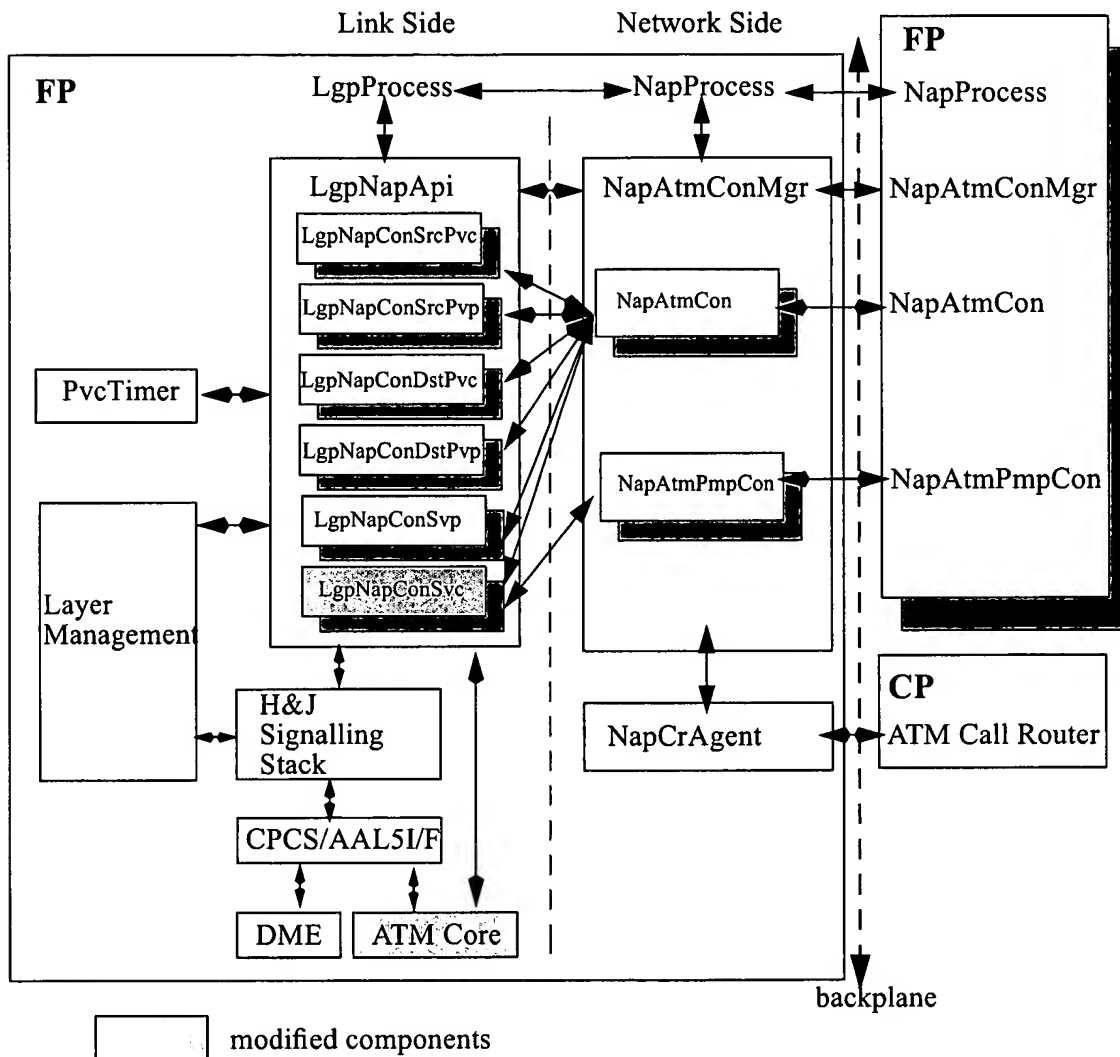 Link Side
Network Side
FP
LgpProcess
NapProcess
FP
NapProcess
LgpNapApi
NapAtmConMgr
NapAtmConMgr
LgpNapConSrcPvc
LgpNapConSrcPvp
NapAtmCon
NapAtmCon
PvcTimer
LgpNapConDstPvc
LgpNapConDstPvp
NapAtmPmpCon
NapAtmPmpCon
LgpNapConSvp
LgpNapConSvc
Layer
Management
H&J
Signalling
Stack
NapCrAgent
CP
ATM Call Router
CPCS/AAL5I/F
DME
ATM Core
backplane
modified components